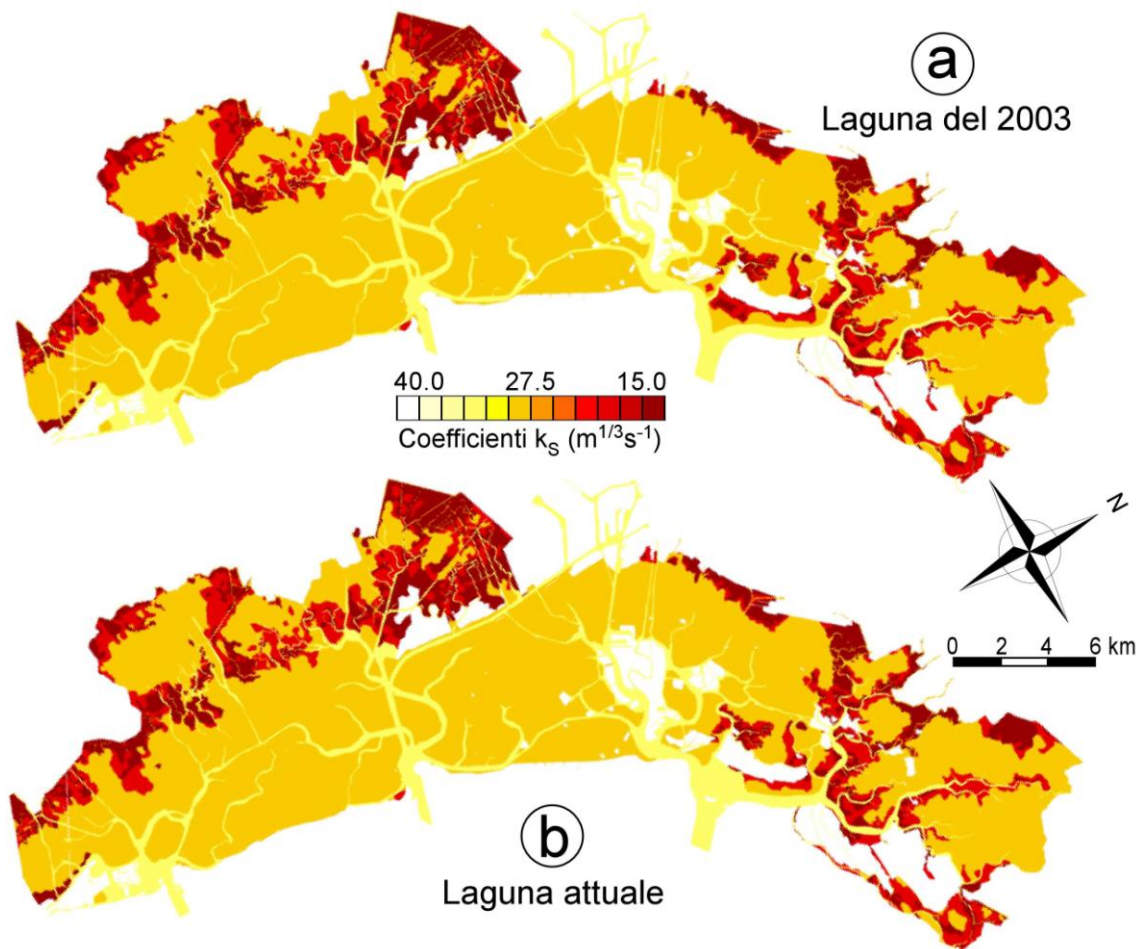 a
Laguna del 2003
40.0 27.5 15.0
Coefficienti kS (m1/3s-1)
N
0 2 4 6 km
b
Laguna attuale